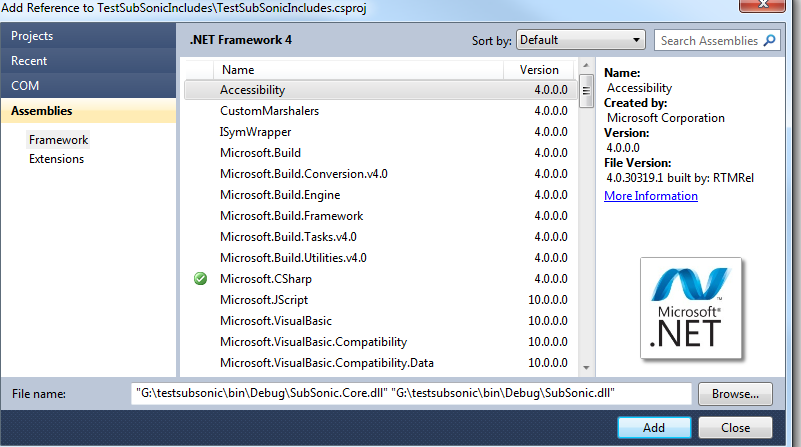 Add Reference to TestSubSonicIncludes\TestSubSonicIncludes.csproj
Projects
Recent
COM
Assemblies
Framework
Extensions
.NET Framework 4
Sort by: Default
Search Assemblies
Name Version
Accessibility 4.0.0.0
CustomMarshalers 4.0.0.0
ISymWrapper 4.0.0.0
Microsoft.Build 4.0.0.0
Microsoft.Build.Conversion.v4.0 4.0.0.0
Microsoft.Build.Engine 4.0.0.0
Microsoft.Build.Framework 4.0.0.0
Microsoft.Build.Tasks.v4.0 4.0.0.0
Microsoft.Build.Utilities.v4.0 4.0.0.0
Microsoft.CSharp 4.0.0.0
Microsoft.JScript 10.0.0.0
Microsoft.VisualBasic 10.0.0.0
Microsoft.VisualBasic.Compatibility 10.0.0.0
Microsoft.VisualBasic.Compatibility.Data 10.0.0.0
Name:
Accessibility
Created by:
Microsoft Corporation
Version:
4.0.0.0
File Version:
4.0.30319.1 built by: RTMRel
More Information
Microsoft®
.NET
File name: "G:\testsubsonic\bin\Debug\SubSonic.Core.dll" "G:\testsubsonic\bin\Debug\SubSonic.dll" Browse...
Add Close